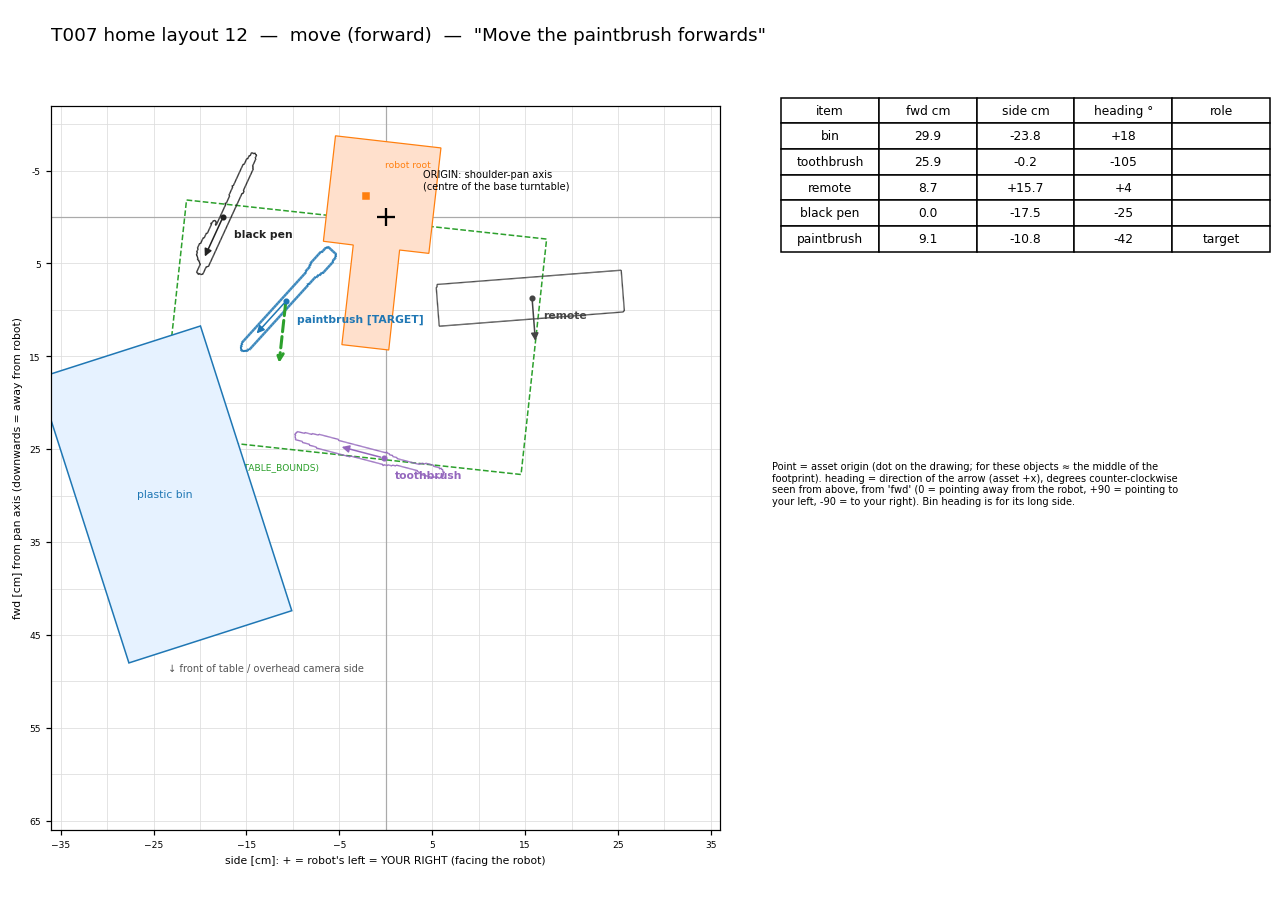 T007 home layout 12 — move (forward) — "Move the paintbrush forwards"
item fwd cm side cm heading ° role
bin 29.9 -23.8 +18
toothbrush 25.9 -0.2 -105
remote 8.7 +15.7 +4
black pen 0.0 -17.5 -25
paintbrush 9.1 -10.8 -42 target
robot root
ORIGIN: shoulder-pan axis
(centre of the base turntable)
black pen
paintbrush [TARGET]
remote
TABLE_BOUNDS)
toothbrush
plastic bin
↓ front of table / overhead camera side
-5
5
15
25
35
45
55
65
fwd [cm] from pan axis (downwards = away from robot)
−35 −25 −15 −5 5 15 25 35
side [cm]: + = robot's left = YOUR RIGHT (facing the robot)
Point = asset origin (dot on the drawing; for these objects ≈ the middle of the
footprint). heading = direction of the arrow (asset +x), degrees counter-clockwise
seen from above, from 'fwd' (0 = pointing away from the robot, +90 = pointing to
your left, -90 = to your right). Bin heading is for its long side.